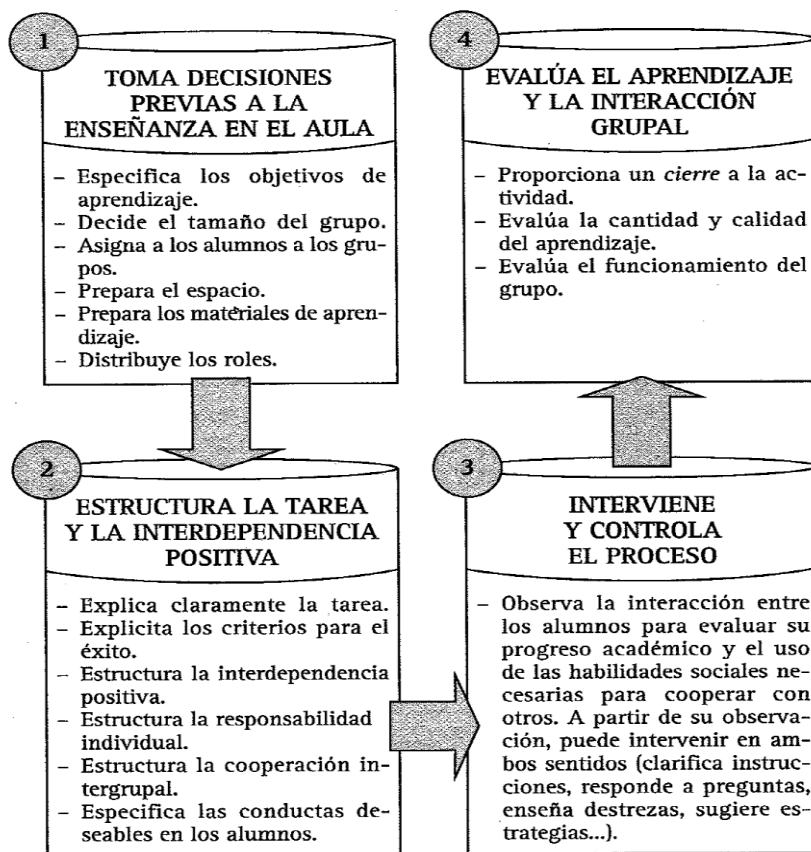 1
TOMA DECISIONES
PREVIAS A LA
ENSEÑANZA EN EL AULA
– Especifica los objetivos de
aprendizaje.
– Decide el tamaño del grupo.
– Asigna a los alumnos a los gru-
pos.
– Prepara el espacio.
– Prepara los materiales de apren-
dizaje.
– Distribuye los roles.
2
ESTRUCTURA LA TAREA
Y LA INTERDEPENDENCIA
POSITIVA
– Explica claramente la tarea.
– Explicita los criterios para el
éxito.
– Estructura la interdependencia
positiva.
– Estructura la responsabilidad
individual.
– Estructura la cooperación in-
tergrupal.
– Especifica las conductas de-
seables en los alumnos.
3
INTERVIENE
Y CONTROLA
EL PROCESO
– Observa la interacción entre
los alumnos para evaluar su
progreso académico y el uso
de las habilidades sociales ne-
cesarias para cooperar con
otros. A partir de su observa-
ción, puede intervenir en am-
bos sentidos (clarifica instruc-
ciones, responde a preguntas,
enseña destrezas, sugiere es-
trategias...).
4
EVALÚA EL APRENDIZAJE
Y LA INTERACCIÓN
GRUPAL
– Proporciona un cierre a la ac-
tividad.
– Evalúa la cantidad y calidad
del aprendizaje.
– Evalúa el funcionamiento del
grupo.